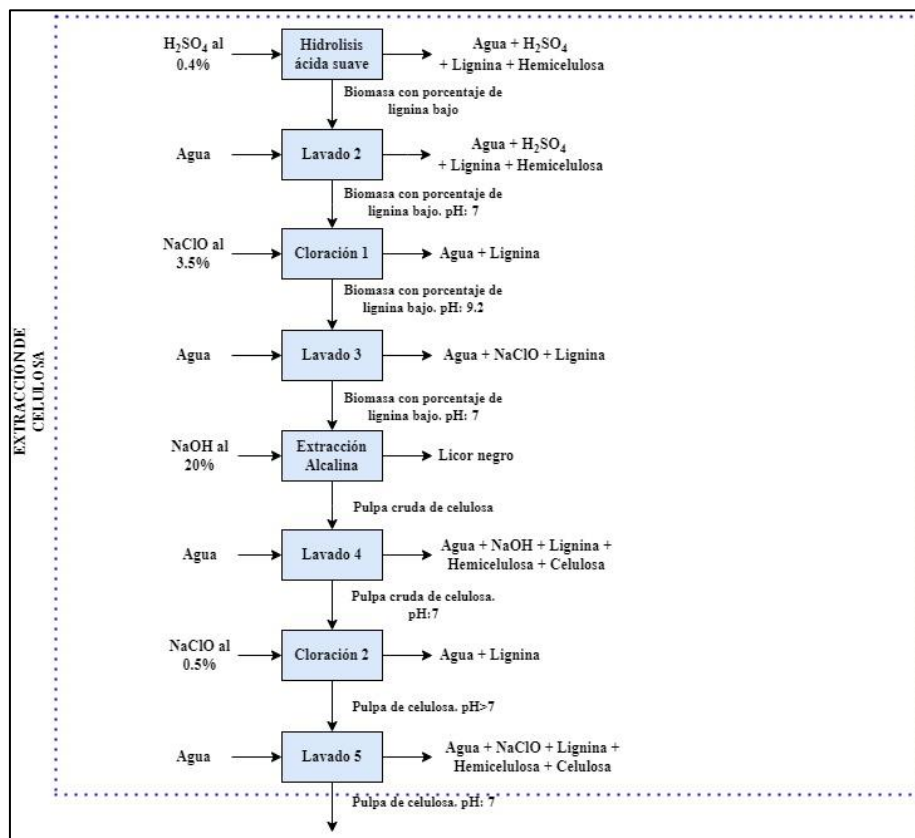 EXTRACCIÓN DE
CELULOSA
H₂SO₄ al
0.4%
Hidrolisis
ácida suave
Agua + H₂SO₄
+ Lignina + Hemicelulosa
Biomasa con porcentaje de
lignina bajo
Agua
Lavado 2
Agua + H₂SO₄
+ Lignina + Hemicelulosa
Biomasa con porcentaje de
lignina bajo. pH: 7
NaClO al
3.5%
Cloración 1
Agua + Lignina
Biomasa con porcentaje de
lignina bajo. pH: 9.2
Agua
Lavado 3
Agua + NaClO + Lignina
Biomasa con porcentaje de
lignina bajo. pH: 7
NaOH al
20%
Extracción
Alcalina
Licor negro
Pulpa cruda de celulosa
Agua
Lavado 4
Agua + NaOH + Lignina +
Hemicelulosa + Celulosa
Pulpa cruda de celulosa.
pH:7
NaClO al
0.5%
Cloración 2
Agua + Lignina
Pulpa de celulosa. pH>7
Agua
Lavado 5
Agua + NaClO + Lignina +
Hemicelulosa + Celulosa
Pulpa de celulosa. pH: 7